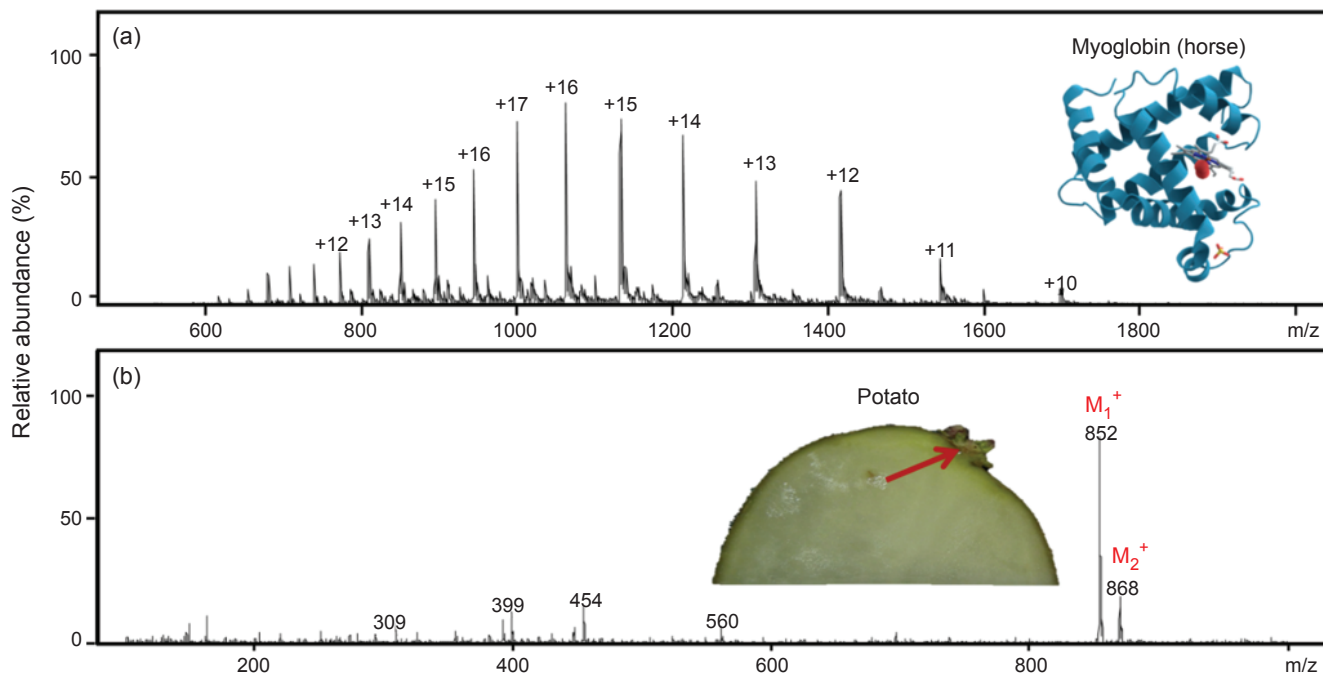 Relative abundance (%)
(a)
Myoglobin (horse)
100
50
0
+12
+13
+14
+15
+16
+17
+16
+15
+14
+13
+12
+11
+10
600 800 1000 1200 1400 1600 1800 m/z
(b)
Potato
100
50
0
309
399
454
560
M₁⁺
852
M₂⁺
868
200 400 600 800 m/z